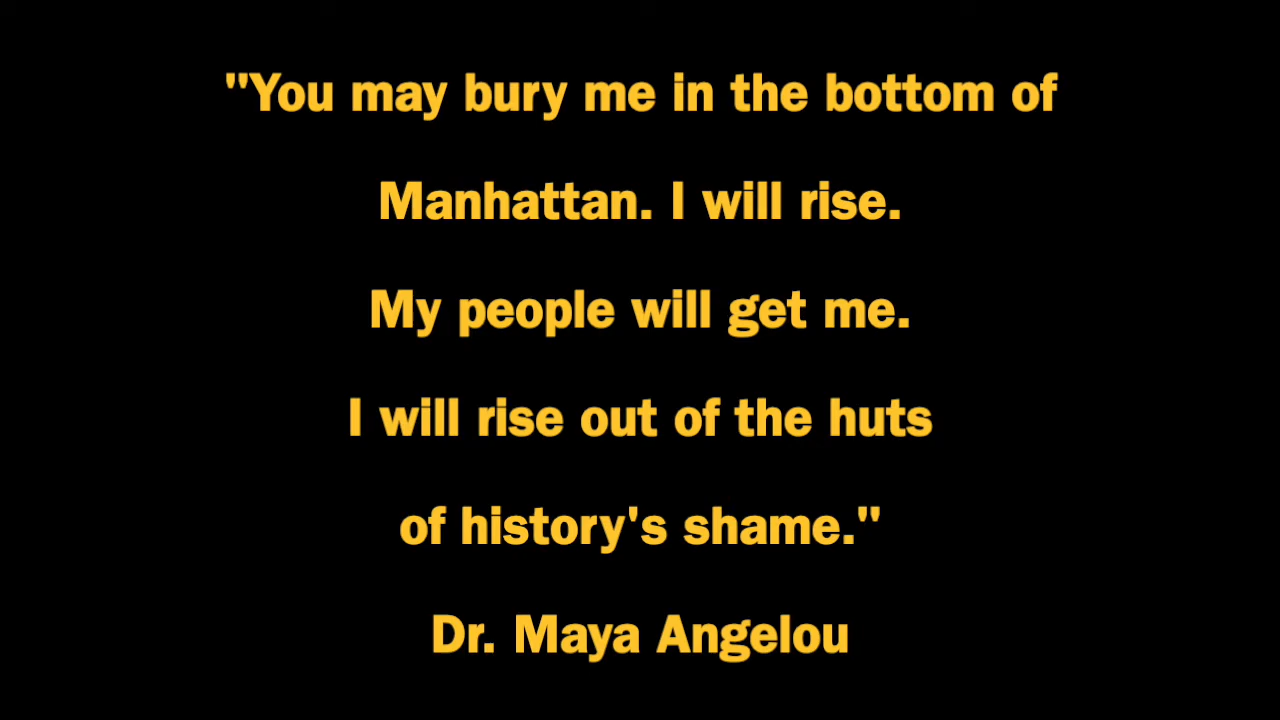 "You may bury me in the bottom of
Manhattan. I will rise.
My people will get me.
I will rise out of the huts
of history's shame."
Dr. Maya Angelou